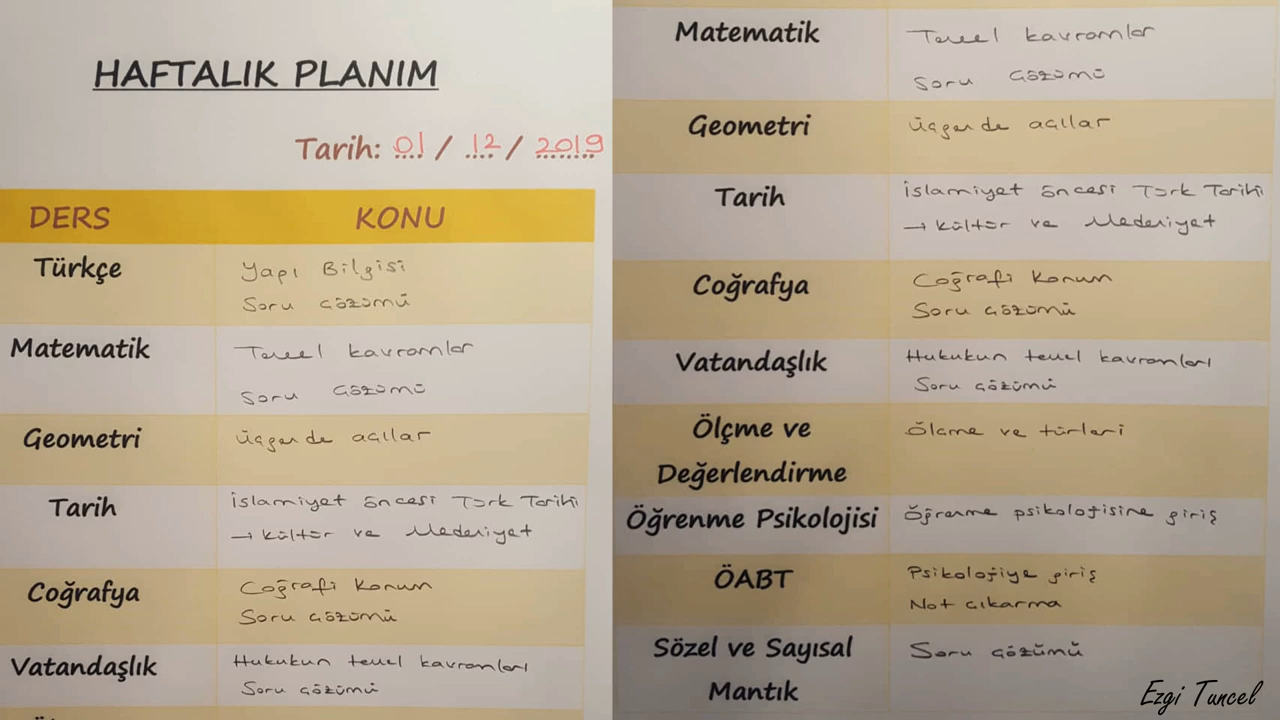 HAFTALIK PLANIM
Tarih: 01 / 12 / 2019
DERS KONU
Türkçe Yapı Bilgisi
Soru çözümü
Matematik Temel kavramlar
Soru çözümü
Geometri Üçgende açılar
Tarih İslamiyet öncesi Türk Tarihi
→ Kültür ve Medeniyet
Coğrafya Coğrafi Konum
Soru çözümü
Vatandaşlık Hukukun temel kavramları
Soru çözümü
Matematik Temel kavramlar
Soru çözümü
Geometri Üçgende açılar
Tarih İslamiyet öncesi Türk Tarihi
→ Kültür ve Medeniyet
Coğrafya Coğrafi Konum
Soru çözümü
Vatandaşlık Hukukun temel kavramları
Soru çözümü
Ölçme ve Ölçme ve türleri
Değerlendirme
Öğrenme Psikolojisi Öğrenme psikolojisine giriş
ÖABT Psikolojiye giriş
Not çıkarma
Sözel ve Sayısal Soru çözümü
Mantık
Ezgi Tuncel